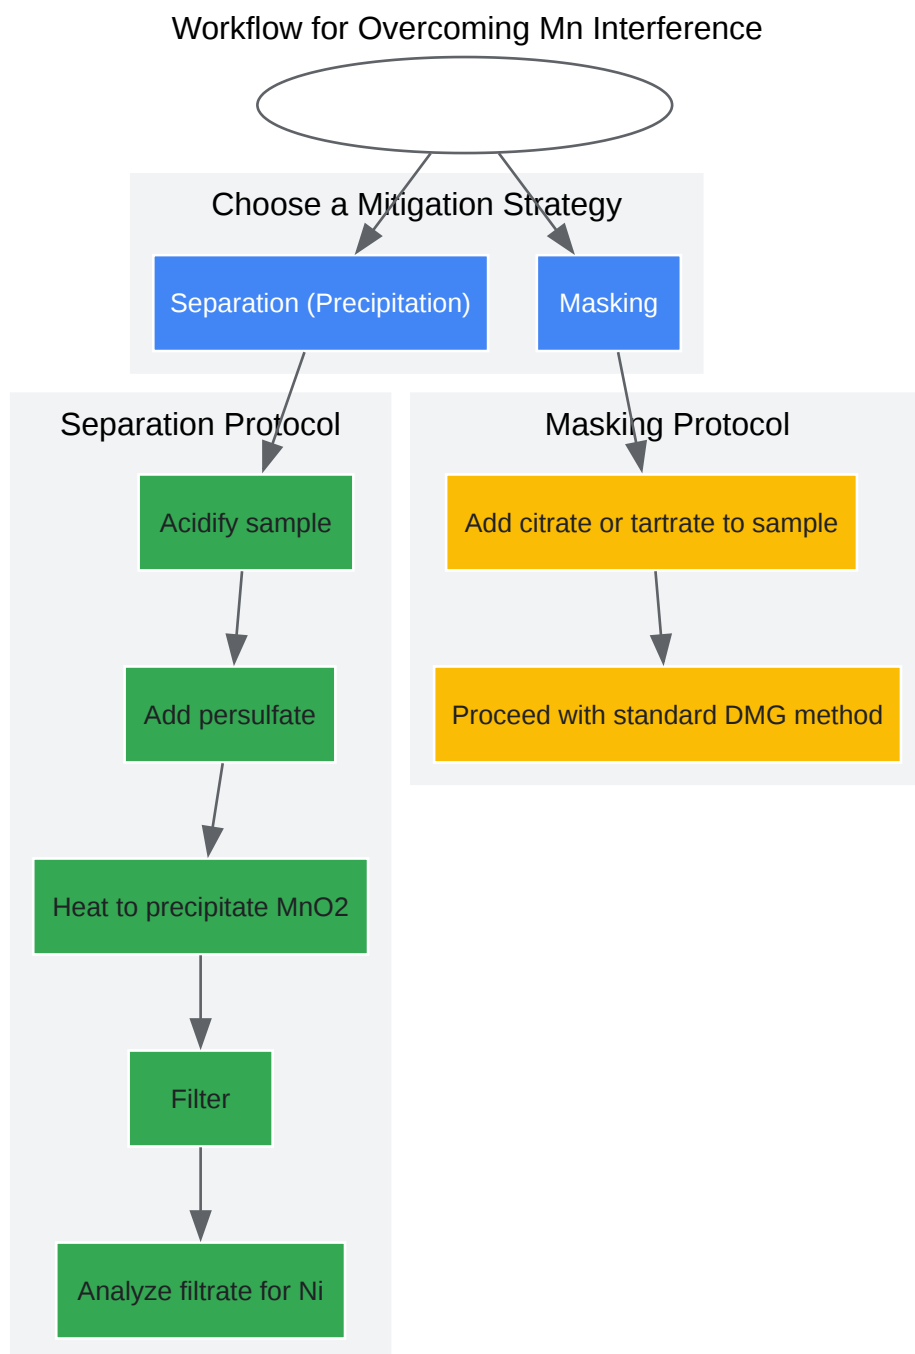 Workflow for Overcoming Mn Interference
Choose a Mitigation Strategy
Separation (Precipitation)
Masking
Separation Protocol
Acidify sample
Add persulfate
Heat to precipitate MnO2
Filter
Analyze filtrate for Ni
Masking Protocol
Add citrate or tartrate to sample
Proceed with standard DMG method